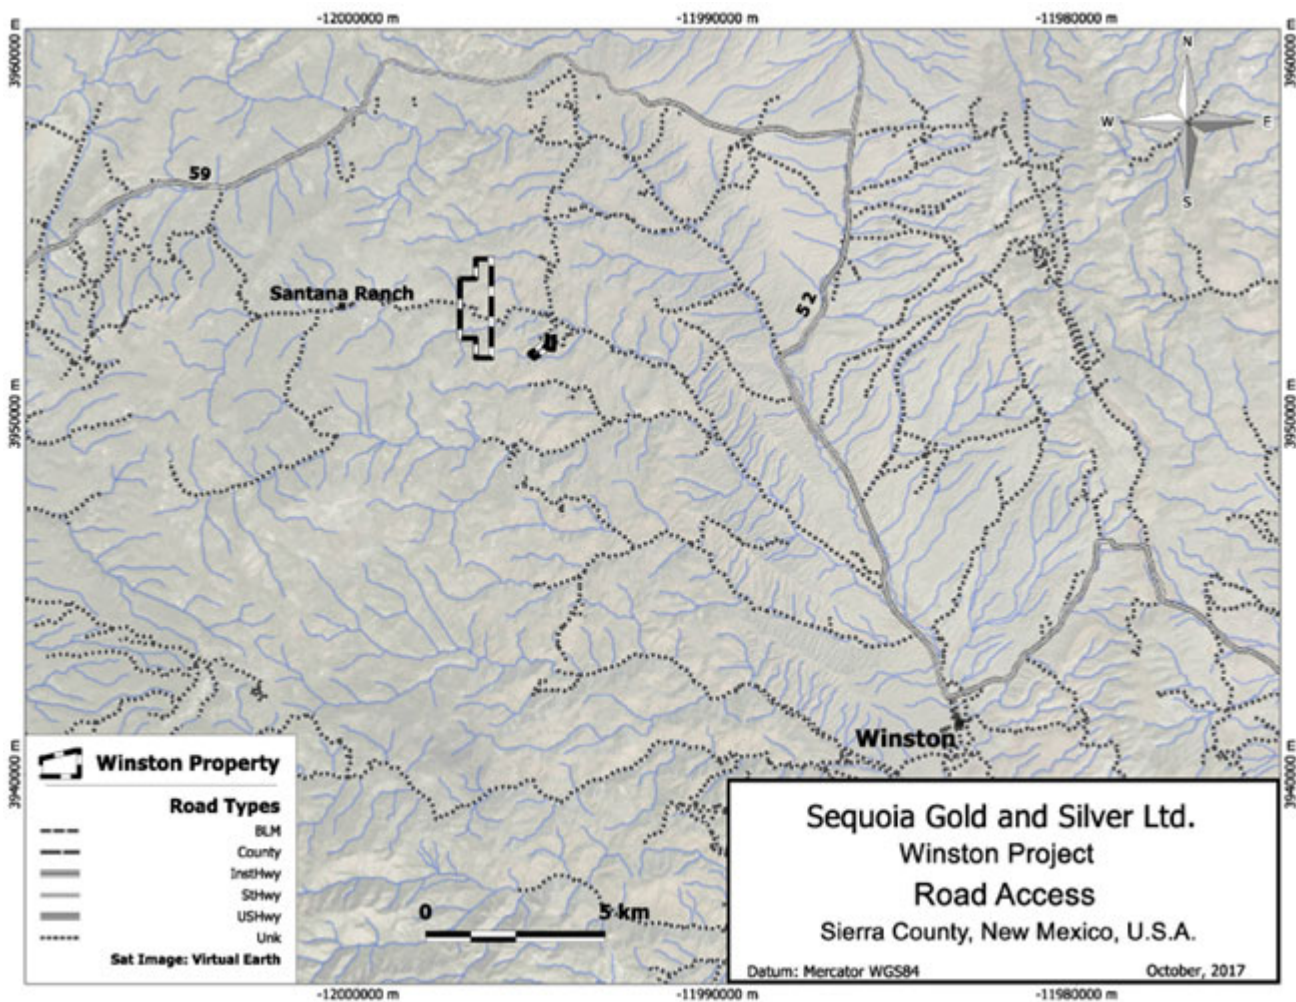 -12000000 m
-11990000 m
-11980000 m
3960000 m E
3960000 m E
N
W
E
S
59
Santana Ranch
52
3950000 m
3950000 m
Winston
3940000 m
3940000 m
Winston Property
Road Types
BLM
County
InstHwy
StHwy
USHwy
Unk
Sat Image: Virtual Earth
0
5 km
Sequoia Gold and Silver Ltd.
Winston Project
Road Access
Sierra County, New Mexico, U.S.A.
Datum: Mercator WGS84
October, 2017
-12000000 m
-11990000 m
-11980000 m